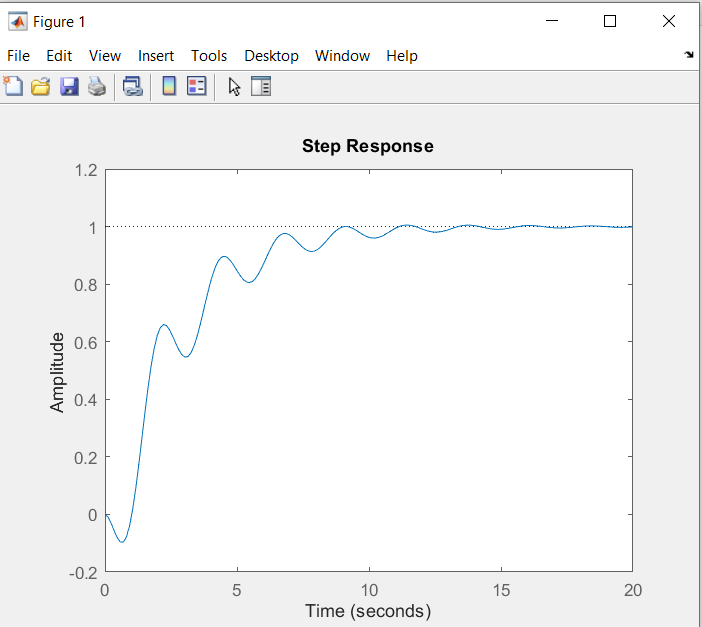 Figure 1
File Edit View Insert Tools Desktop Window Help
Step Response
1.2
1
0.8
0.6
0.4
0.2
0
-0.2
Amplitude
0 5 10 15 20
Time (seconds)